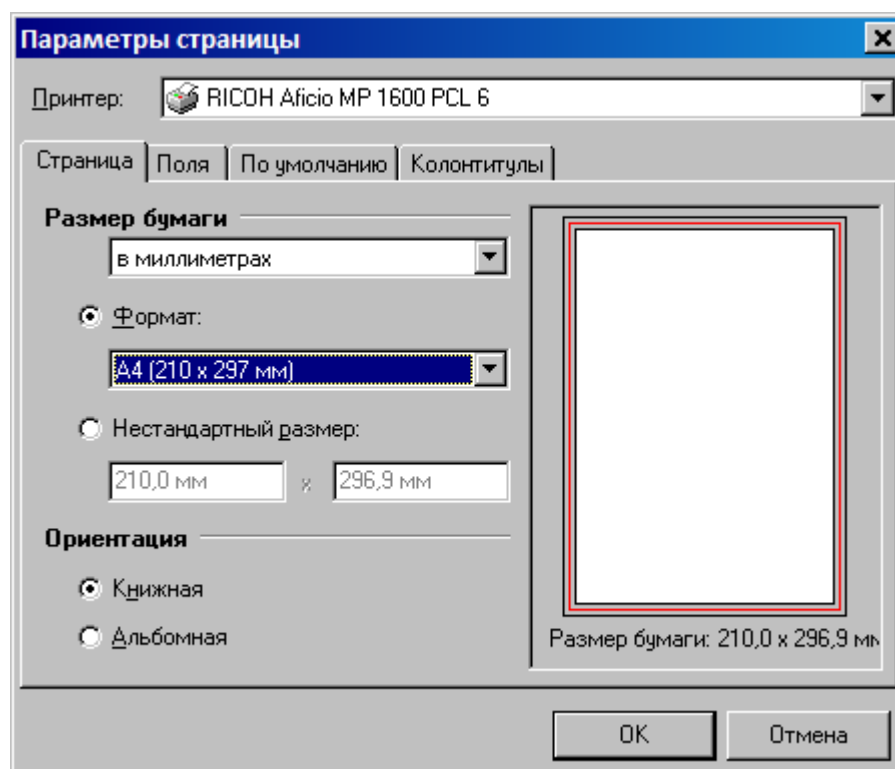 Параметры страницы
Принтер: RICOH Aficio MP 1600 PCL 6
Страница Поля По умолчанию Колонтитулы
Размер бумаги
в миллиметрах
Формат:
A4 (210 x 297 мм)
Нестандартный размер:
210,0 мм x 296,9 мм
Ориентация
Книжная
Альбомная
Размер бумаги: 210,0 x 296,9 мм
OK Отмена